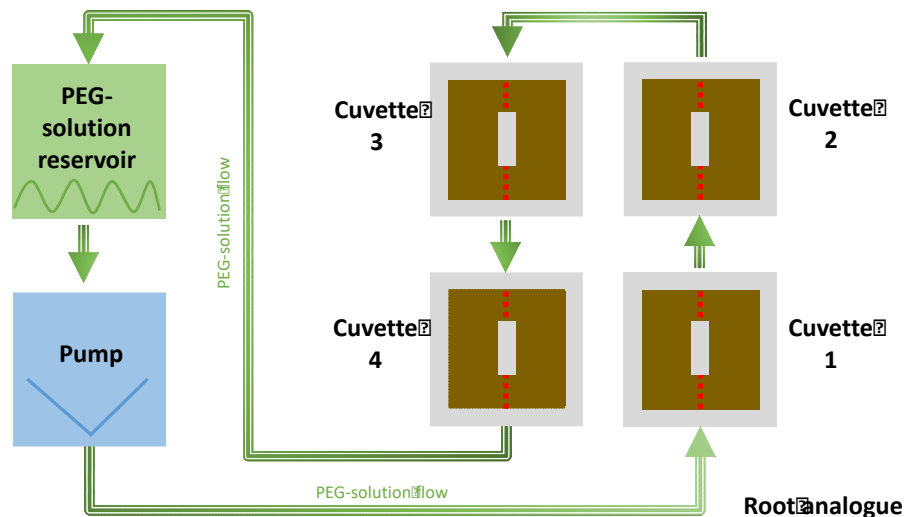 PEG-
solution
reservoir
Pump
PEG-solution flow
Cuvette
3
Cuvette
2
Cuvette
4
Cuvette
1
PEG-solution flow
Root analogue